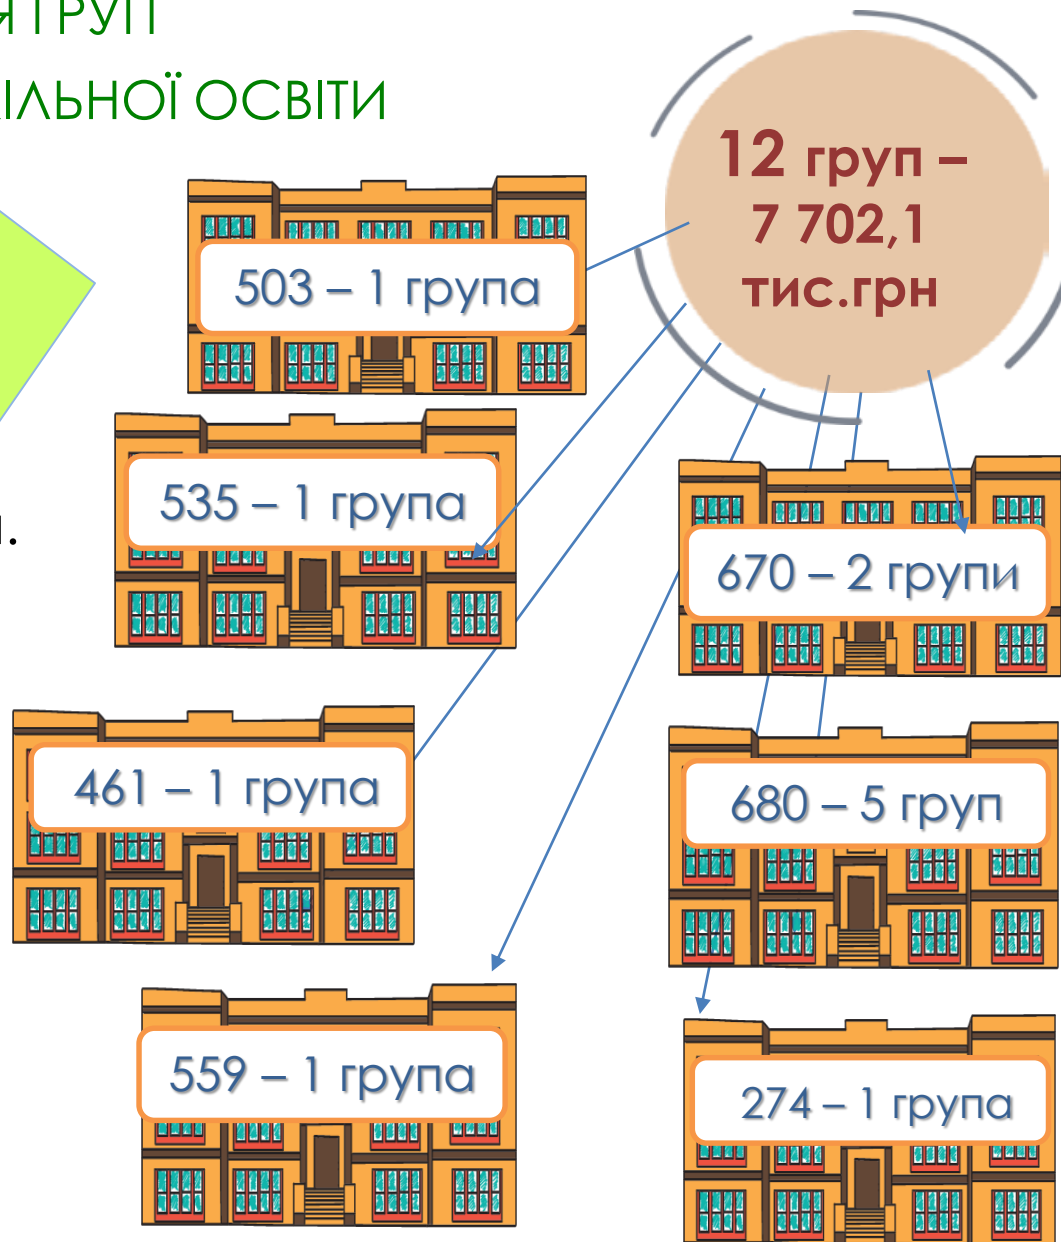 ГРУП
ОСВІТИ
12 груп –
7 702,1
тис.грн
503 – 1 група
535 – 1 група
670 – 2 групи
461 – 1 група
680 – 5 груп
559 – 1 група
274 – 1 група